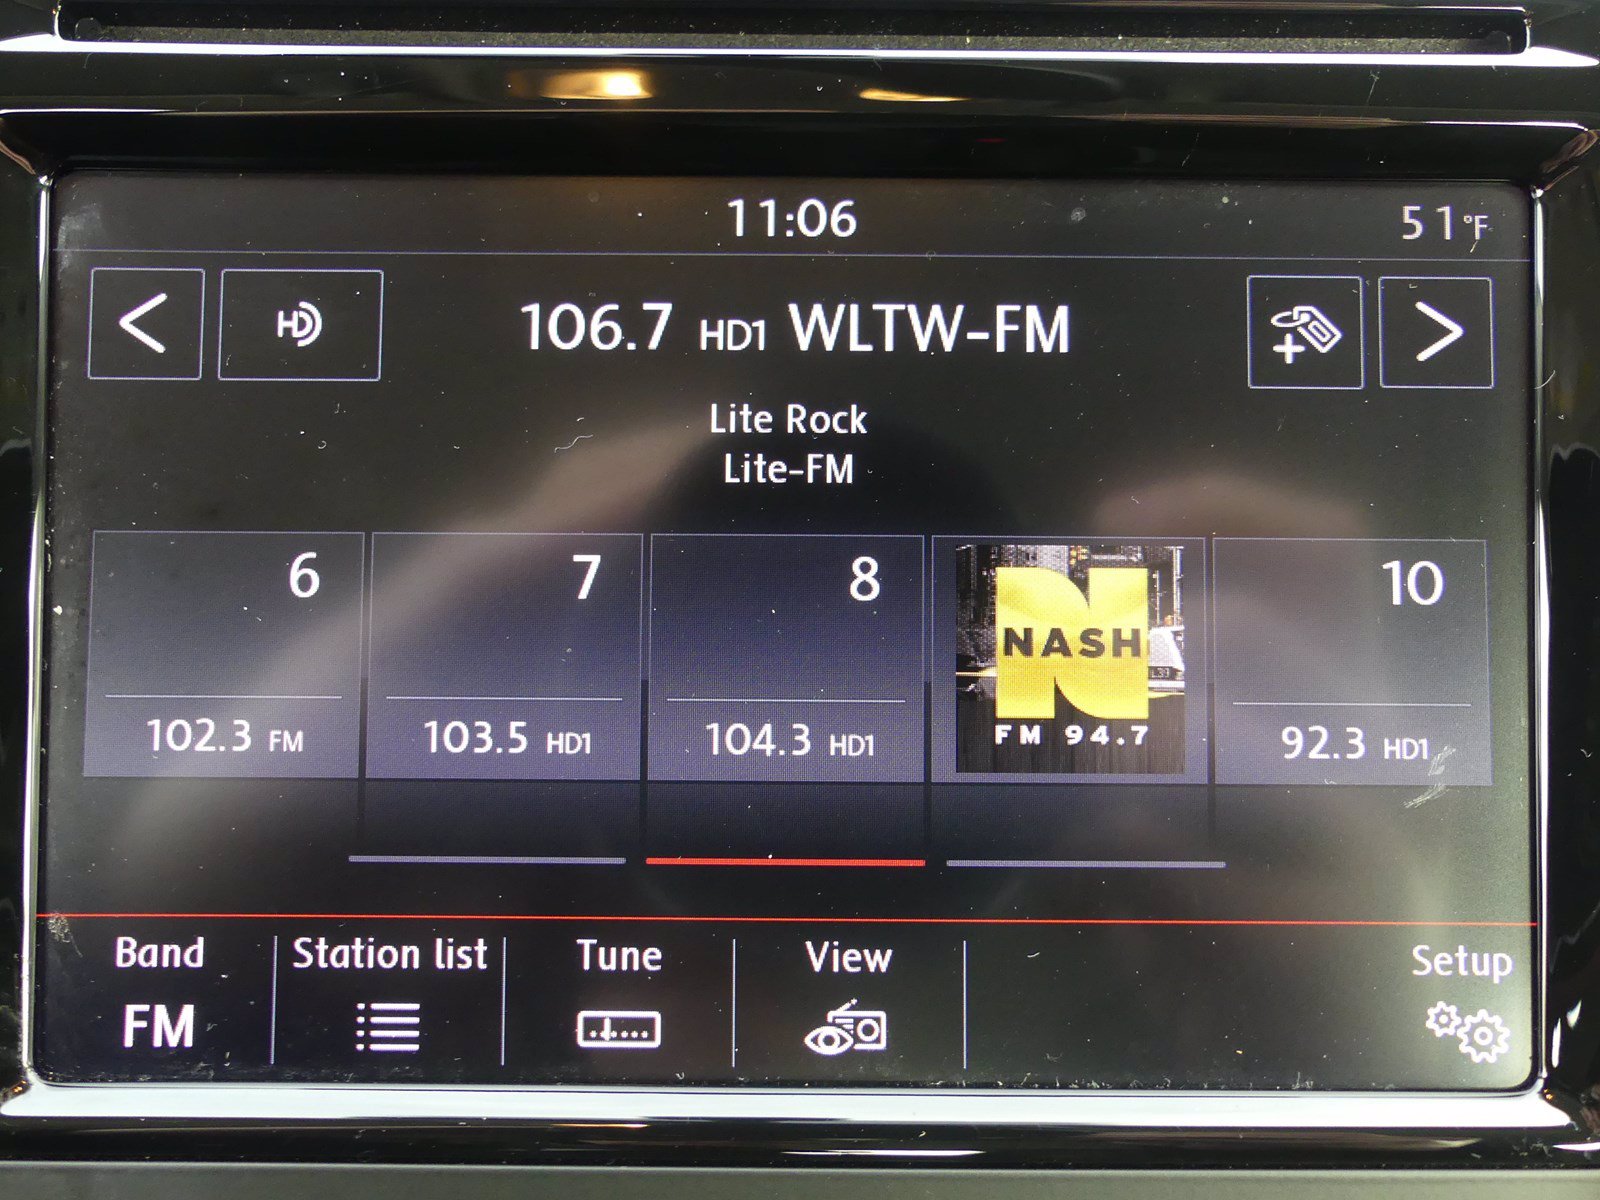 11:06
51°F
HD
106.7 HD1 WLTW-FM
Lite Rock
Lite-FM
6
7
8
10
NASH
FM 94.7
102.3 FM
103.5 HD1
104.3 HD1
92.3 HD1
Band
Station list
Tune
View
Setup
FM